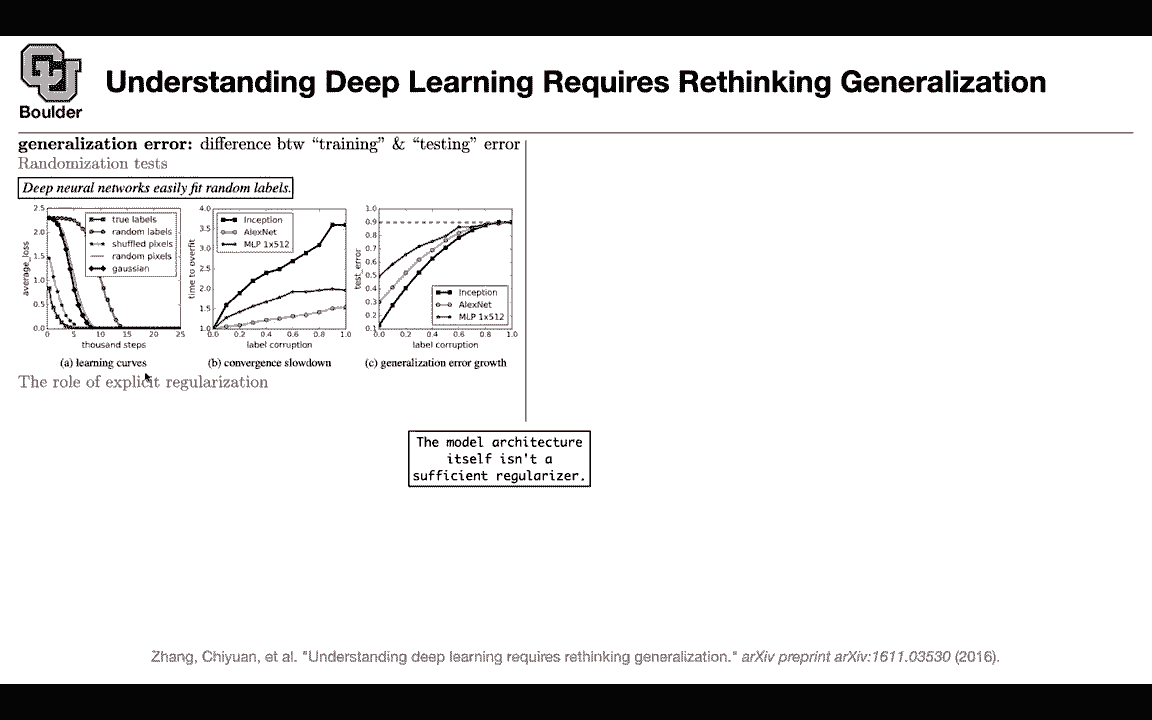 Understanding Deep Learning Requires Rethinking Generalization
Boulder
generalization error: difference btw “training” & “testing” error
Randomization tests
Deep neural networks easily fit random labels.
2.5
2.0
1.5
1.0
0.5
0.0
0 5 10 15 20 25
average_loss
thousand steps
true labels
random labels
shuffled pixels
random pixels
gaussian
(a) learning curves
4.0
3.5
3.0
2.5
2.0
1.5
1.0
0.0 0.2 0.4 0.6 0.8 1.0
time to overfit
label corruption
Inception
AlexNet
MLP 1x512
(b) convergence slowdown
1.0
0.9
0.8
0.7
0.6
0.5
0.4
0.3
0.2
0.1
0.0 0.2 0.4 0.6 0.8 1.0
test_error
label corruption
Inception
AlexNet
MLP 1x512
(c) generalization error growth
The role of explicit regularization
The model architecture
itself isn't a
sufficient regularizer.
Zhang, Chiyuan, et al. "Understanding deep learning requires rethinking generalization." arXiv preprint arXiv:1611.03530 (2016).